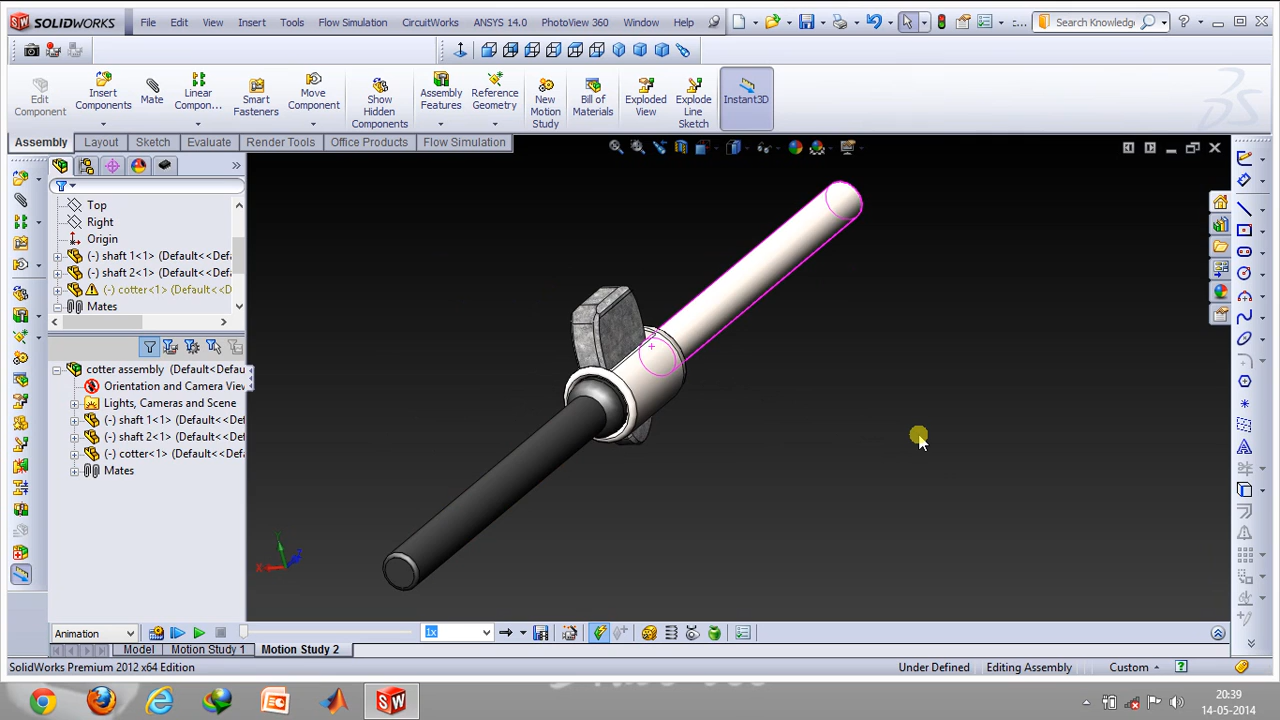 SOLIDWORKS File Edit View Insert Tools Flow Simulation CircuitWorks ANSYS 14.0 PhotoView 360 Window Help Search Knowledge
Edit Component
Insert Components
Mate
Linear Compon...
Smart Fasteners
Move Component
Show Hidden Components
Assembly Features
Reference Geometry
New Motion Study
Bill of Materials
Exploded View
Explode Line Sketch
Instant3D
Assembly Layout Sketch Evaluate Render Tools Office Products Flow Simulation
Top
Right
Origin
(-) shaft 1<1> (Default<<Def
(-) shaft 2<1> (Default<<Def
(-) cotter<1> (Default<<D
Mates
cotter assembly (Default<Defau
Orientation and Camera View
Lights, Cameras and Scene
(-) shaft 1<1> (Default<<Def
(-) shaft 2<1> (Default<<Def
(-) cotter<1> (Default<<Defa
Mates
X
Animation 1x
Model Motion Study 1 Motion Study 2
SolidWorks Premium 2012 x64 Edition Under Defined Editing Assembly Custom
20:39
14-05-2014